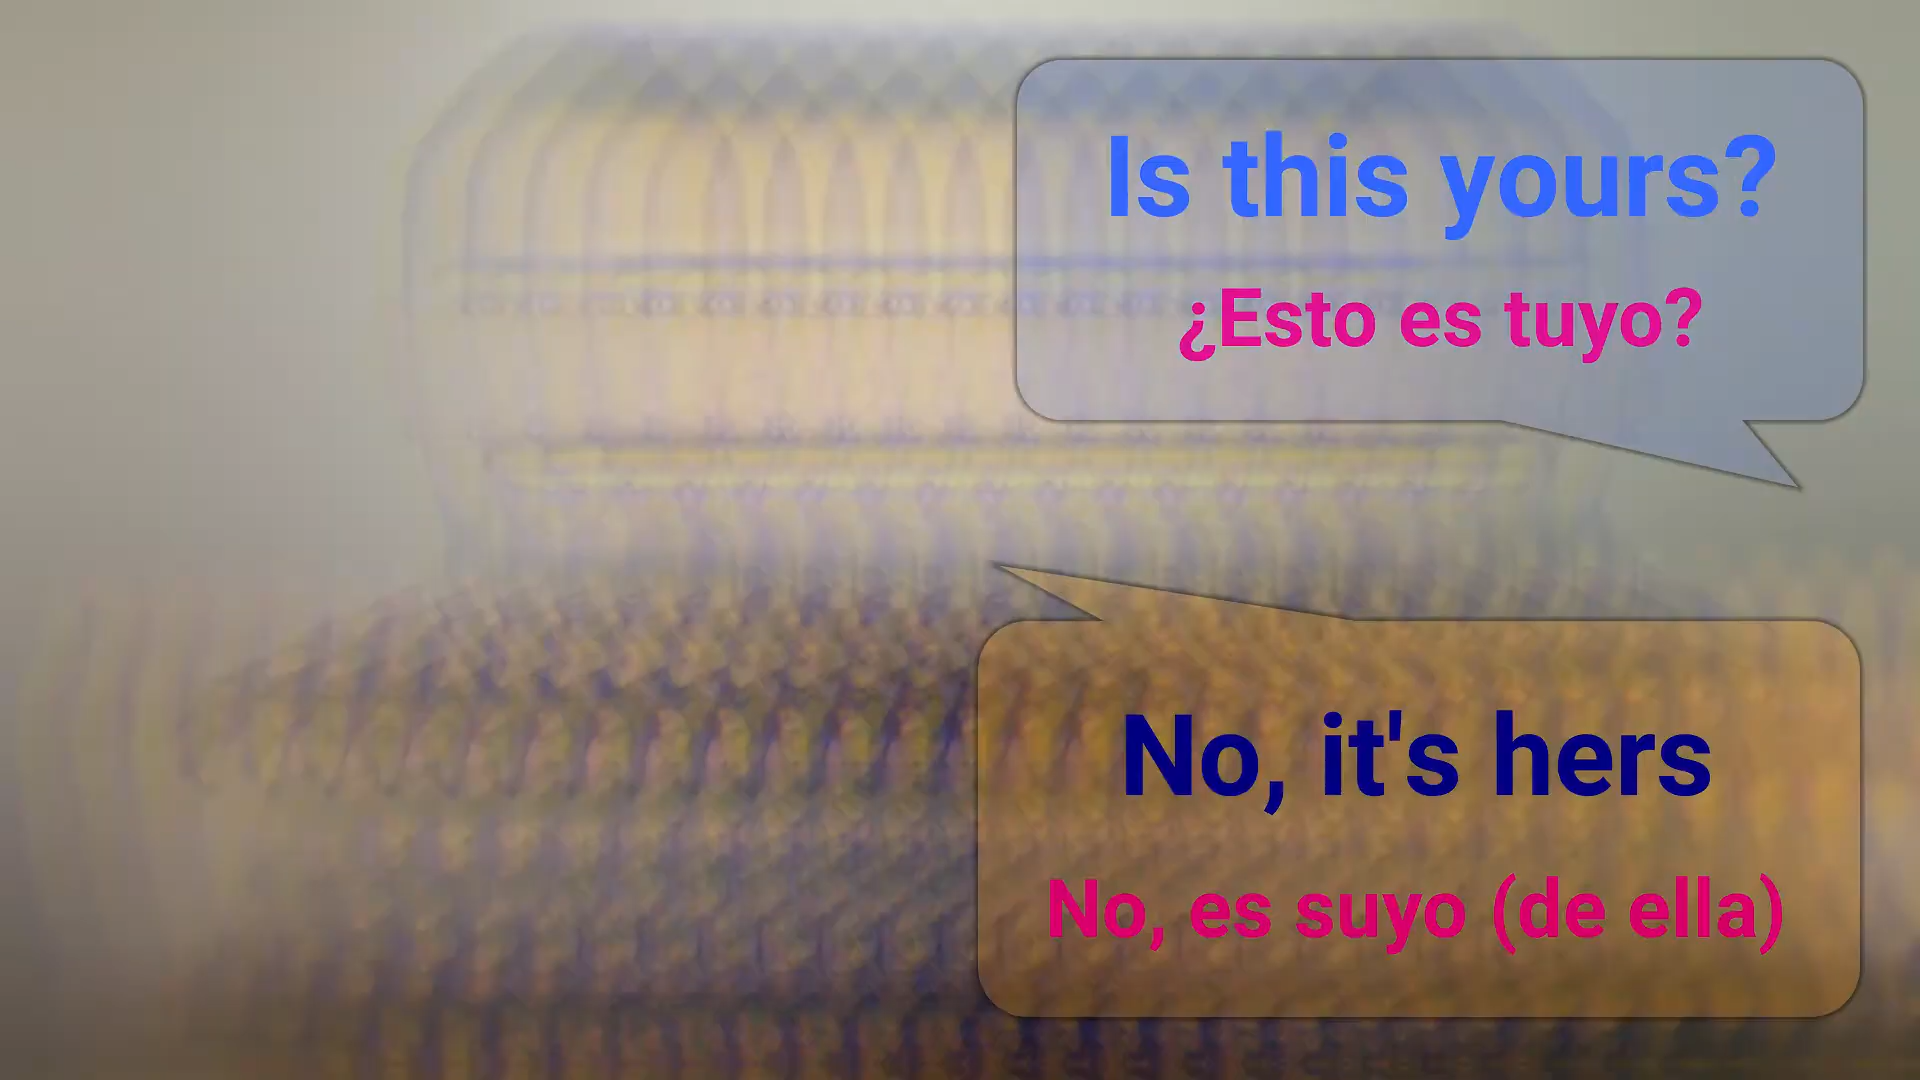 Is this yours?
¿Esto es tuyo?
No, it's hers
No, es suyo (de ella)